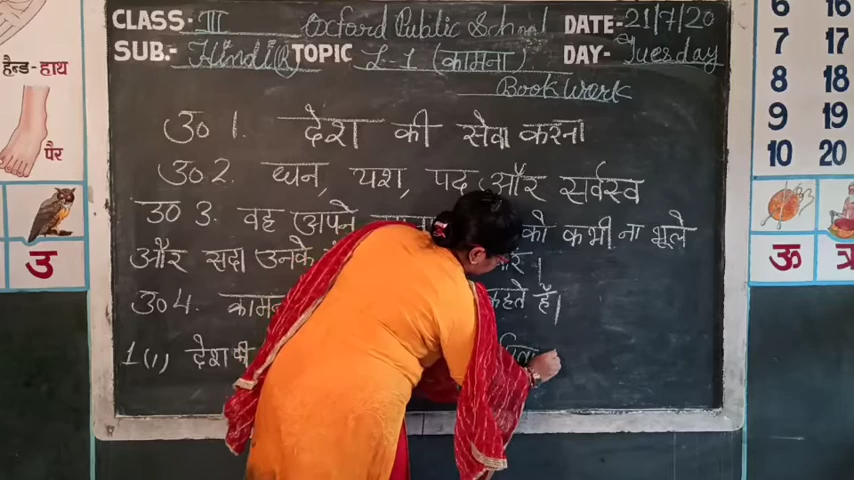 CLASS:- III Oxford Public School DATE:- 21/7/20
SUB.- Hindi (R) TOPIC L-1 (कामना) DAY:- Tuesday
Book Work
उ० 1. देश की सेवा करना
उ० 2. धन, यश, पद और सर्वस्व
उ० 3. वह अपने को कभी ना भूले
और सदा उनके
उ० 4. कहते हैं।
1(i) देश की
हैन्ड-हाथ
पैर
उ
6 16
7 17
8 18
9 19
10 20
ऊ